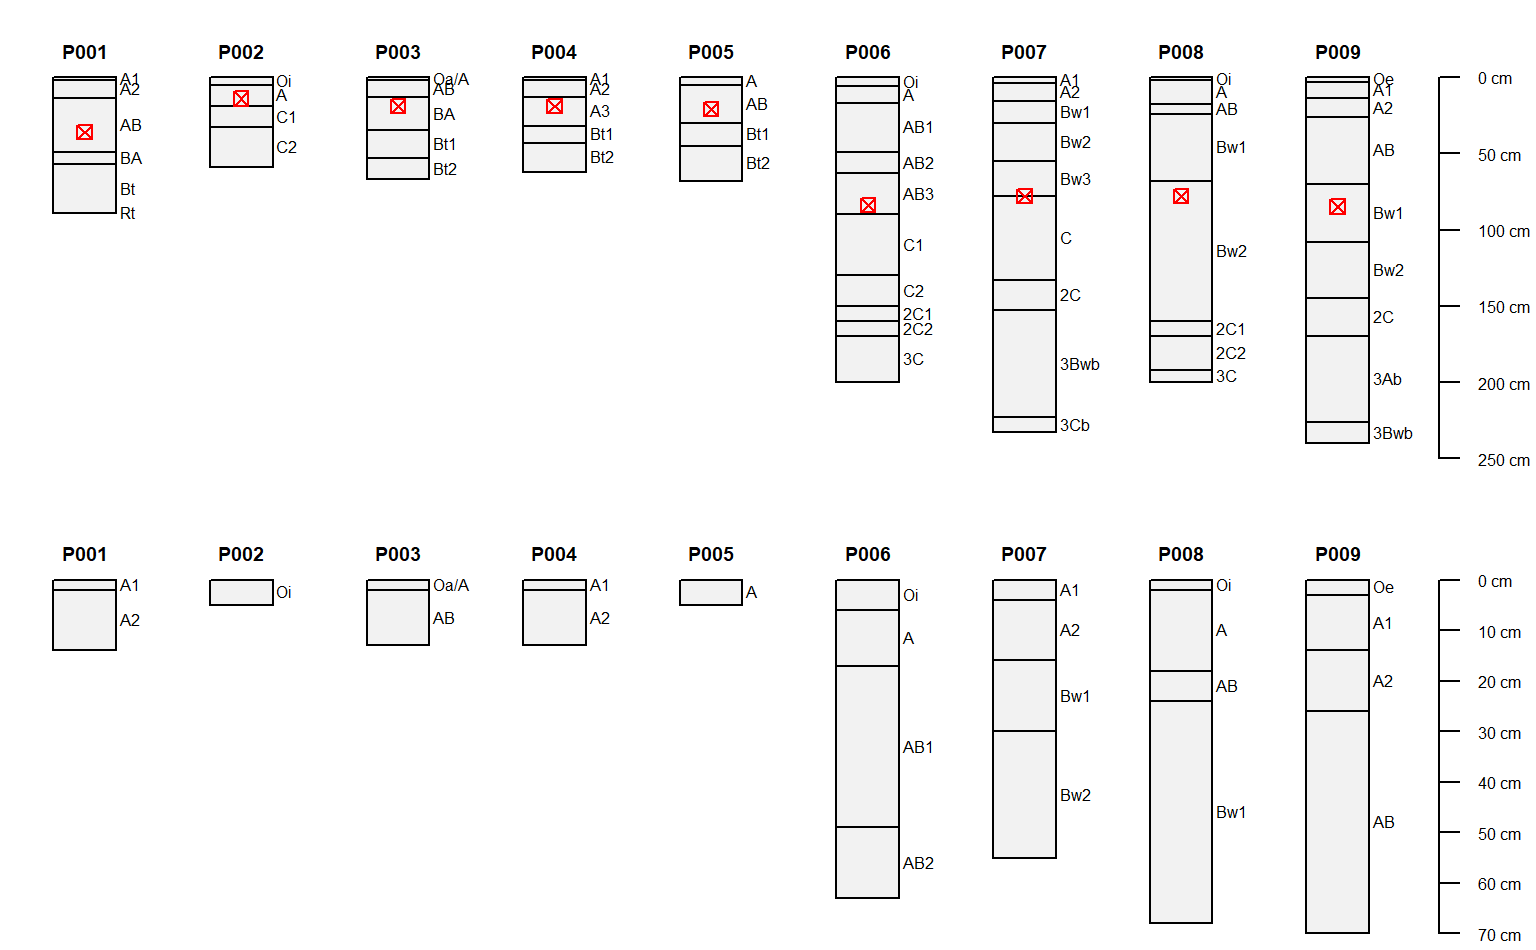 P001 P002 P003 P004 P005 P006 P007 P008 P009
A1 Oi Oa/A A1 A Oi A1 Oi Oe 0 cm
A2 A AB A2 AB A A2 A A1
AB C1 BA A3 Bt1 AB1 Bw1 AB A2
BA C2 Bt1 Bt1 Bt2 AB2 Bw2 Bw1 AB 50 cm
Bt Bt2 Bt2 AB3 Bw3 Bw2 Bw1
Rt C1 C 2C1 Bw2 100 cm
C2 2C 2C2 2C 150 cm
2C1 3Bwb 3C 3Ab
2C2 3Cb 3Bwb 200 cm
3C 250 cm
P001 P002 P003 P004 P005 P006 P007 P008 P009
A1 Oi Oa/A A1 A Oi A1 Oi Oe 0 cm
A2 AB A2 A A2 A A1 10 cm
AB1 Bw1 AB A2 20 cm
AB2 Bw2 Bw1 AB 30 cm
40 cm
50 cm
60 cm
70 cm